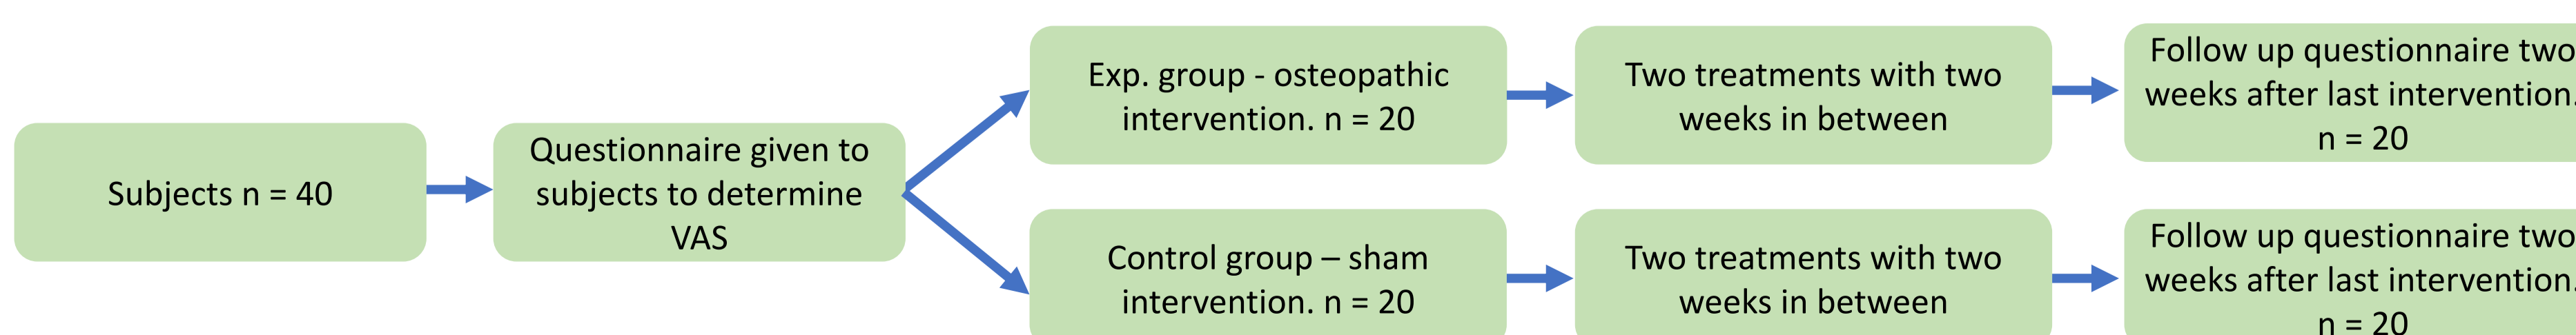 Subjects n = 40
Questionnaire given to
subjects to determine
VAS
Exp. group - osteopathic
intervention. n = 20
Two treatments with two
weeks in between
Follow up questionnaire two
weeks after last intervention.
n = 20
Control group – sham
intervention. n = 20
Two treatments with two
weeks in between
Follow up questionnaire two
weeks after last intervention.
n = 20